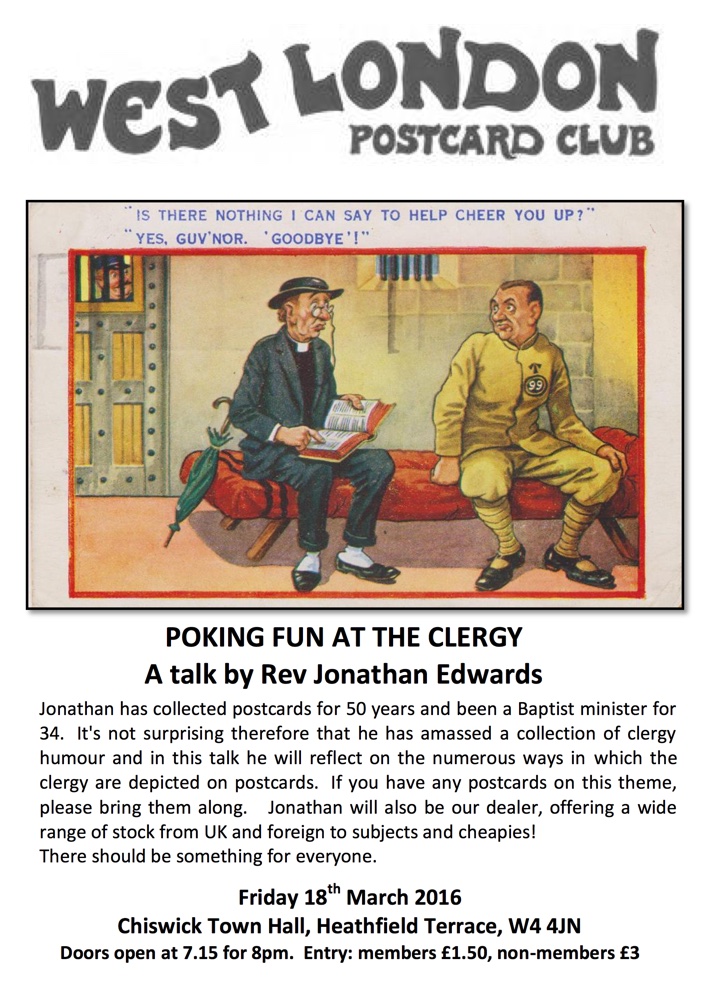 WEST LONDON
POSTCARD CLUB
"IS THERE NOTHING I CAN SAY TO HELP CHEER YOU UP?"
"YES, GUV'NOR. 'GOODBYE'!"
99
POKING FUN AT THE CLERGY
A talk by Rev Jonathan Edwards
Jonathan has collected postcards for 50 years and been a Baptist minister for
34. It's not surprising therefore that he has amassed a collection of clergy
humour and in this talk he will reflect on the numerous ways in which the
clergy are depicted on postcards. If you have any postcards on this theme,
please bring them along. Jonathan will also be our dealer, offering a wide
range of stock from UK and foreign to subjects and cheapies!
There should be something for everyone.
Friday 18th March 2016
Chiswick Town Hall, Heathfield Terrace, W4 4JN
Doors open at 7.15 for 8pm. Entry: members £1.50, non-members £3